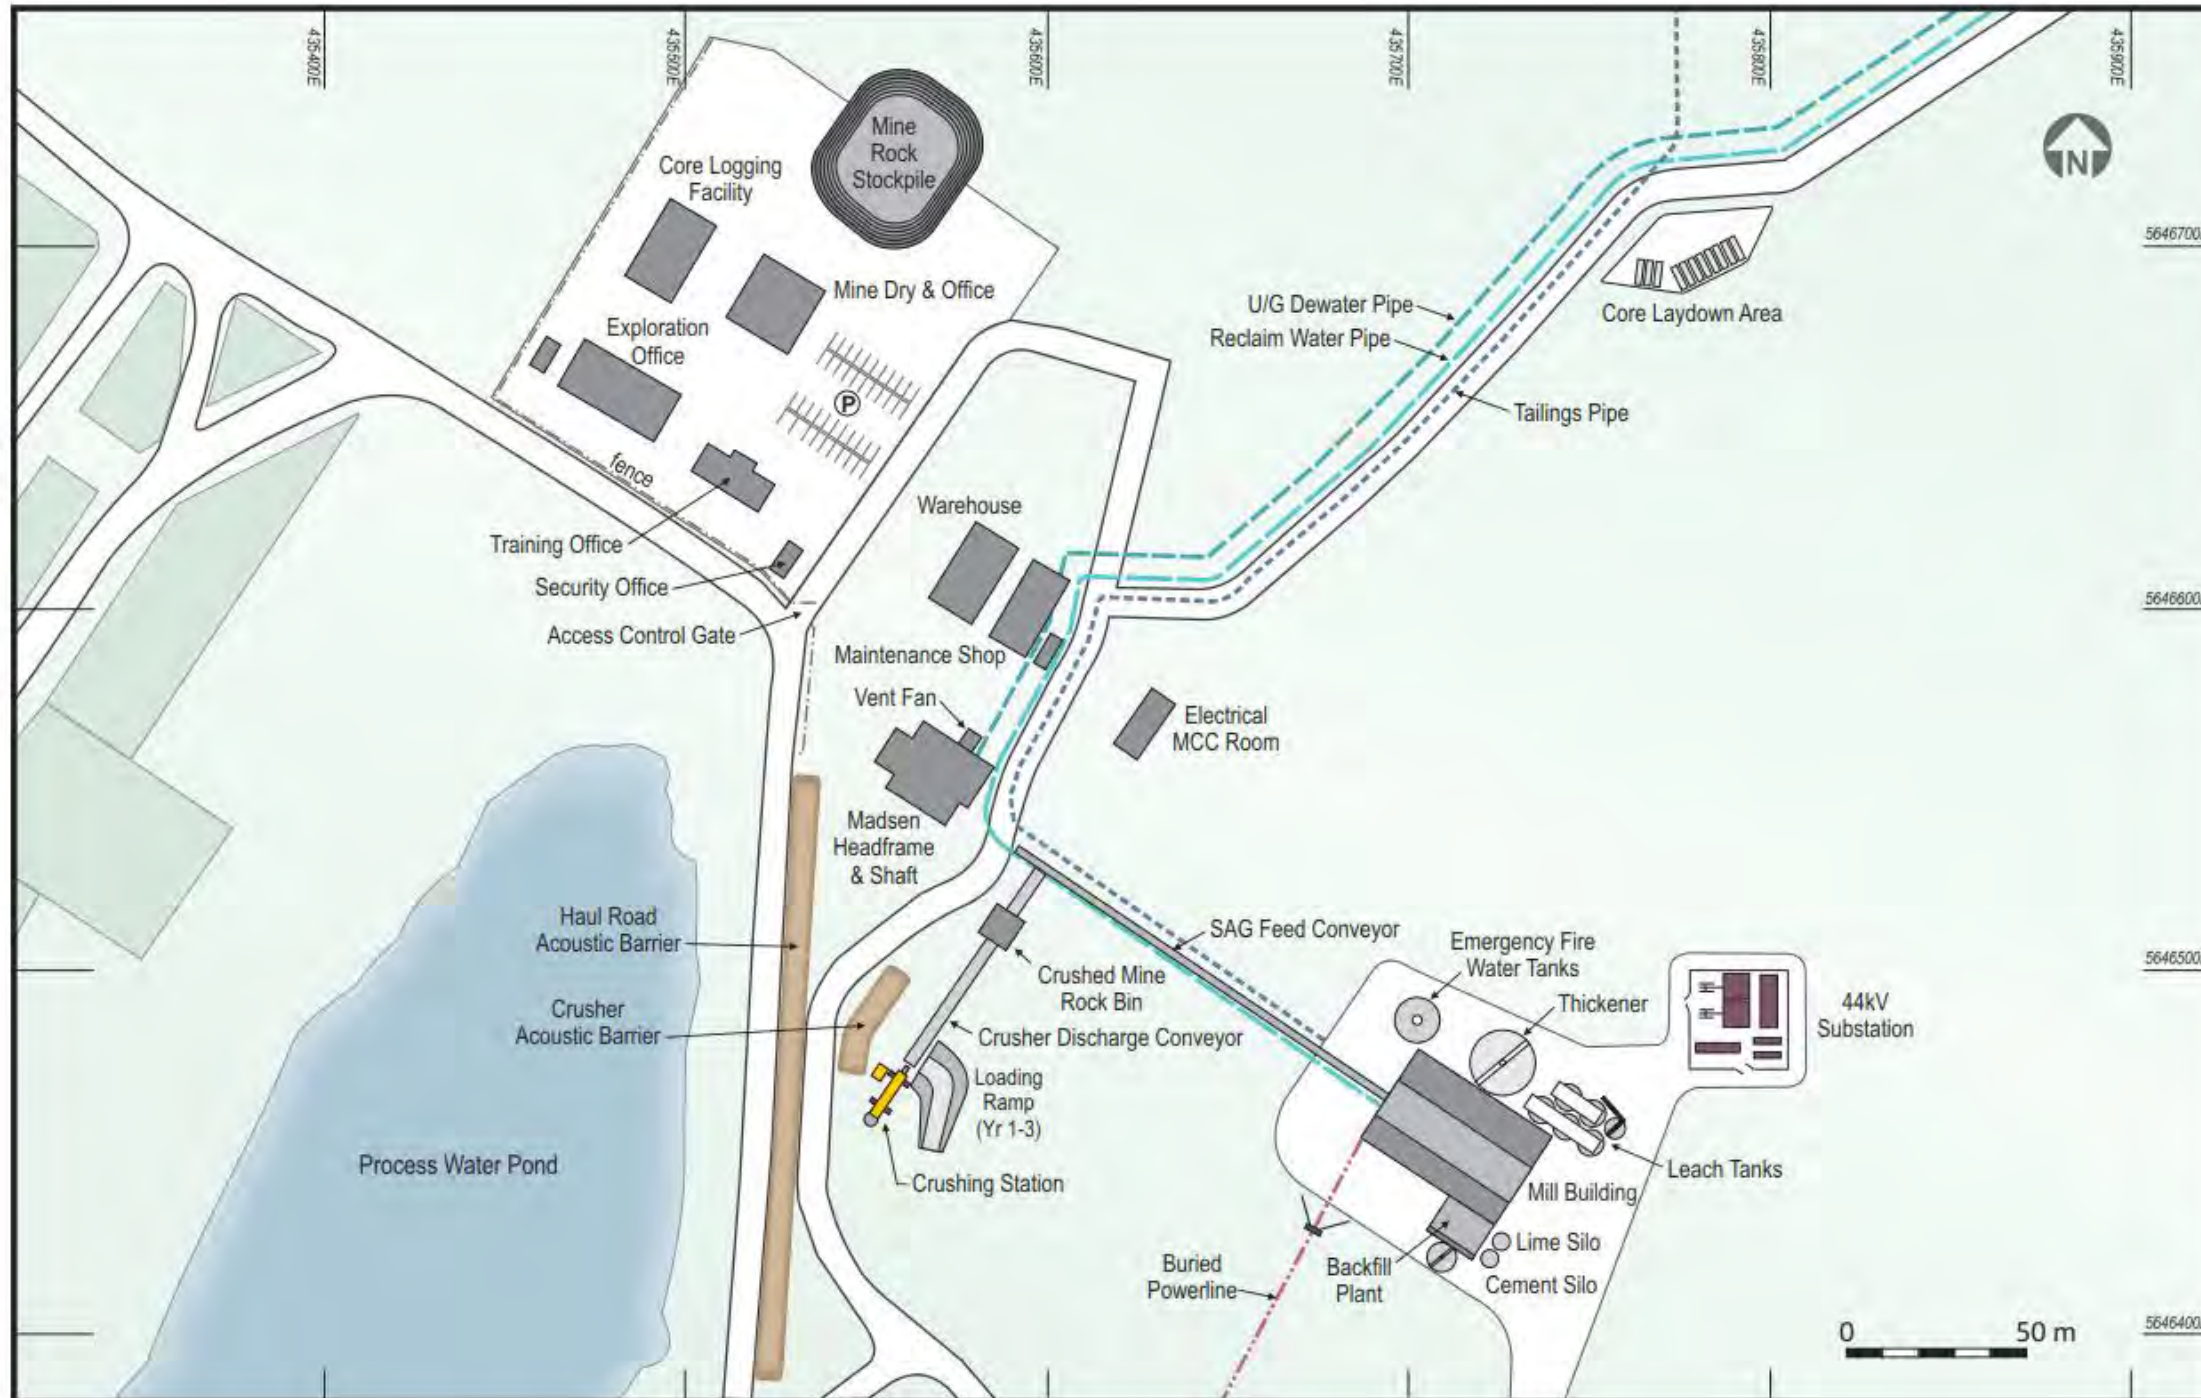 435400E
435500E
435600E
435700E
435800E
435900E
Mine
Rock
Stockpile
Core Logging
Facility
N
5646700
Mine Dry & Office
U/G Dewater Pipe
Core Laydown Area
Exploration
Office
Reclaim Water Pipe
P
Tailings Pipe
fence
Warehouse
Training Office
Security Office
5646600
Access Control Gate
Maintenance Shop
Vent Fan
Electrical
MCC Room
Madsen
Headframe
& Shaft
Haul Road
Acoustic Barrier
SAG Feed Conveyor
Emergency Fire
Water Tanks
5646500
Crushed Mine
Rock Bin
Thickener
44kV
Substation
Crusher
Acoustic Barrier
Crusher Discharge Conveyor
Loading
Ramp
(Yr 1-3)
Process Water Pond
Crushing Station
Leach Tanks
Mill Building
Lime Silo
Buried
Powerline
Backfill
Plant
Cement Silo
5646400
0 50 m